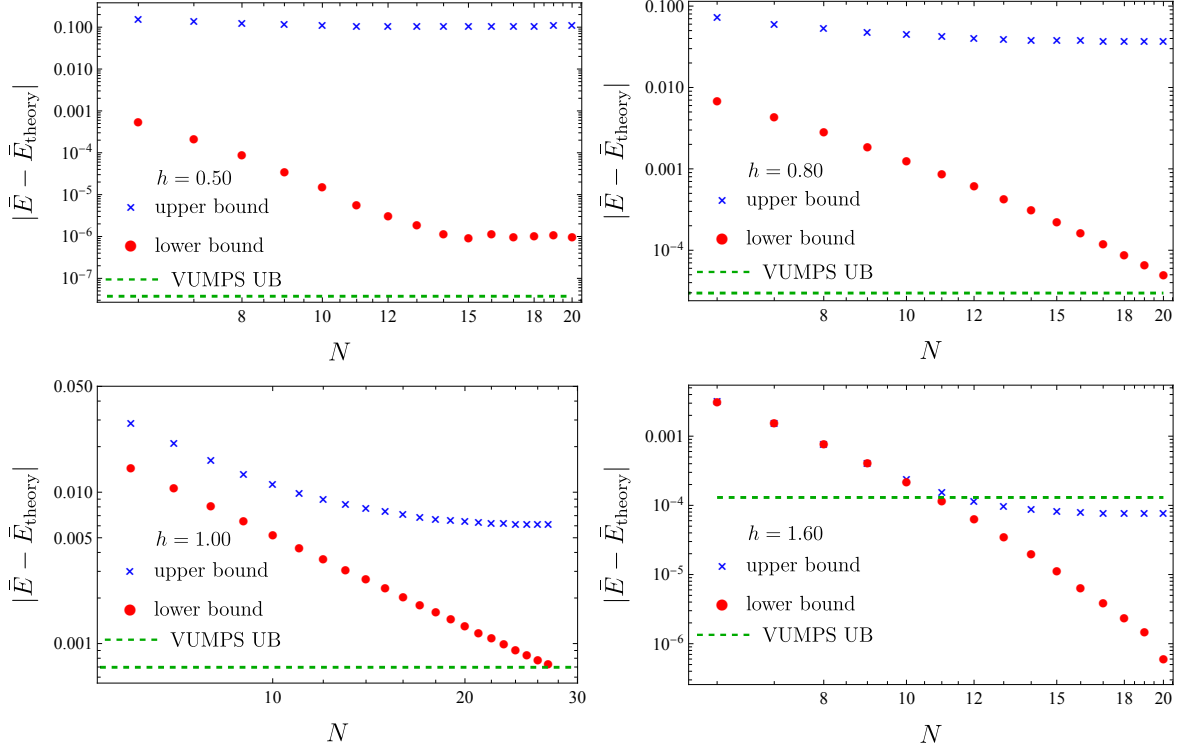 |Ē − Ē_theory|
0.100
0.010
0.001
10⁻⁴
10⁻⁵
10⁻⁶
10⁻⁷
h = 0.50
upper bound
lower bound
VUMPS UB
8 10 12 15 18 20
N
|Ē − Ē_theory|
0.100
0.010
0.001
10⁻⁴
h = 0.80
upper bound
lower bound
VUMPS UB
8 10 12 15 18 20
N
|Ē − Ē_theory|
0.050
0.010
0.005
0.001
h = 1.00
upper bound
lower bound
VUMPS UB
10 20 30
N
|Ē − Ē_theory|
0.001
10⁻⁴
10⁻⁵
10⁻⁶
h = 1.60
upper bound
lower bound
VUMPS UB
8 10 12 15 18 20
N